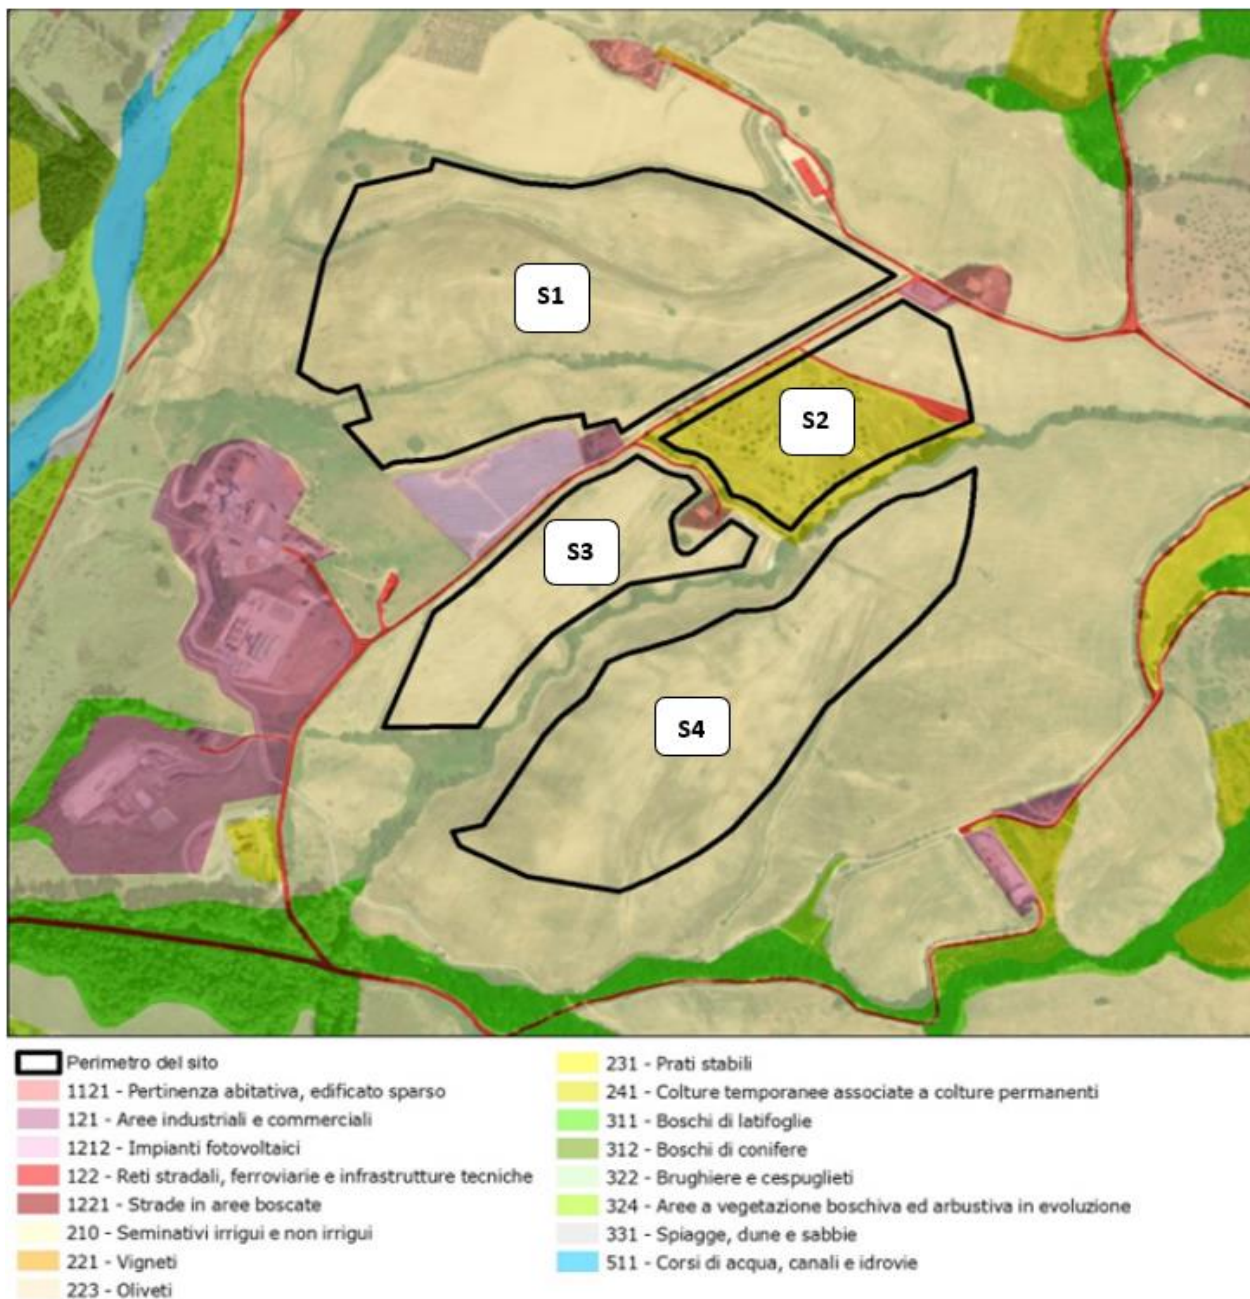 S1
S2
S3
S4
Perimetro del sito
1121 - Pertinenza abitativa, edificato sparso
121 - Aree industriali e commerciali
1212 - Impianti fotovoltaici
122 - Reti stradali, ferroviarie e infrastrutture tecniche
1221 - Strade in aree boscate
210 - Seminativi irrigui e non irrigui
221 - Vigneti
223 - Oliveti
231 - Prati stabili
241 - Colture temporanee associate a colture permanenti
311 - Boschi di latifoglie
312 - Boschi di conifere
322 - Brughiere e cespuglieti
324 - Aree a vegetazione boschiva ed arbustiva in evoluzione
331 - Spiagge, dune e sabbie
511 - Corsi di acqua, canali e idrovie